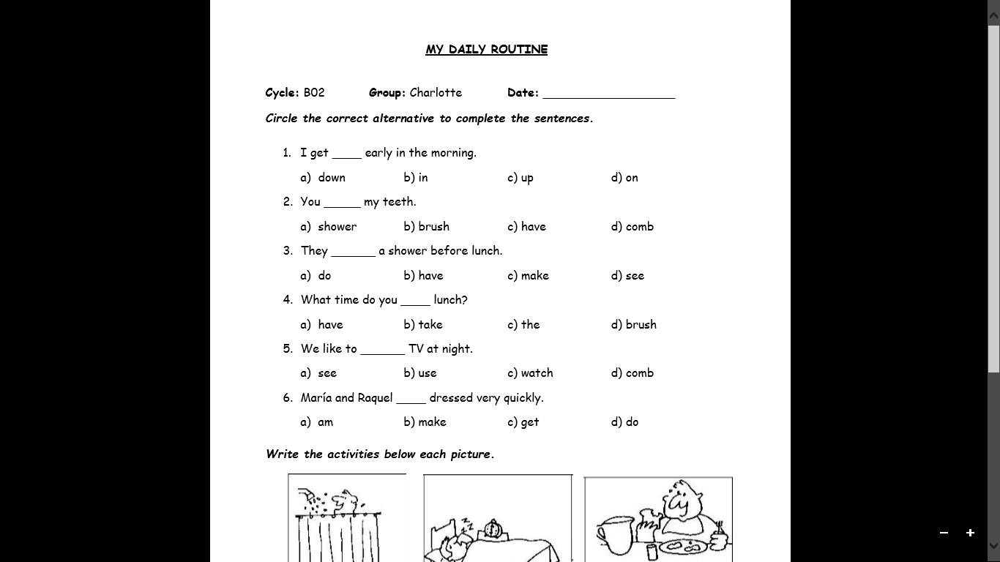 MY DAILY ROUTINE
Cycle: B02 Group: Charlotte Date: ____________________
Circle the correct alternative to complete the sentences.
1. I get ____ early in the morning.
a) down b) in c) up d) on
2. You _____ my teeth.
a) shower b) brush c) have d) comb
3. They ______ a shower before lunch.
a) do b) have c) make d) see
4. What time do you ____ lunch?
a) have b) take c) the d) brush
5. We like to ______ TV at night.
a) see b) use c) watch d) comb
6. María and Raquel ____ dressed very quickly.
a) am b) make c) get d) do
Write the activities below each picture.